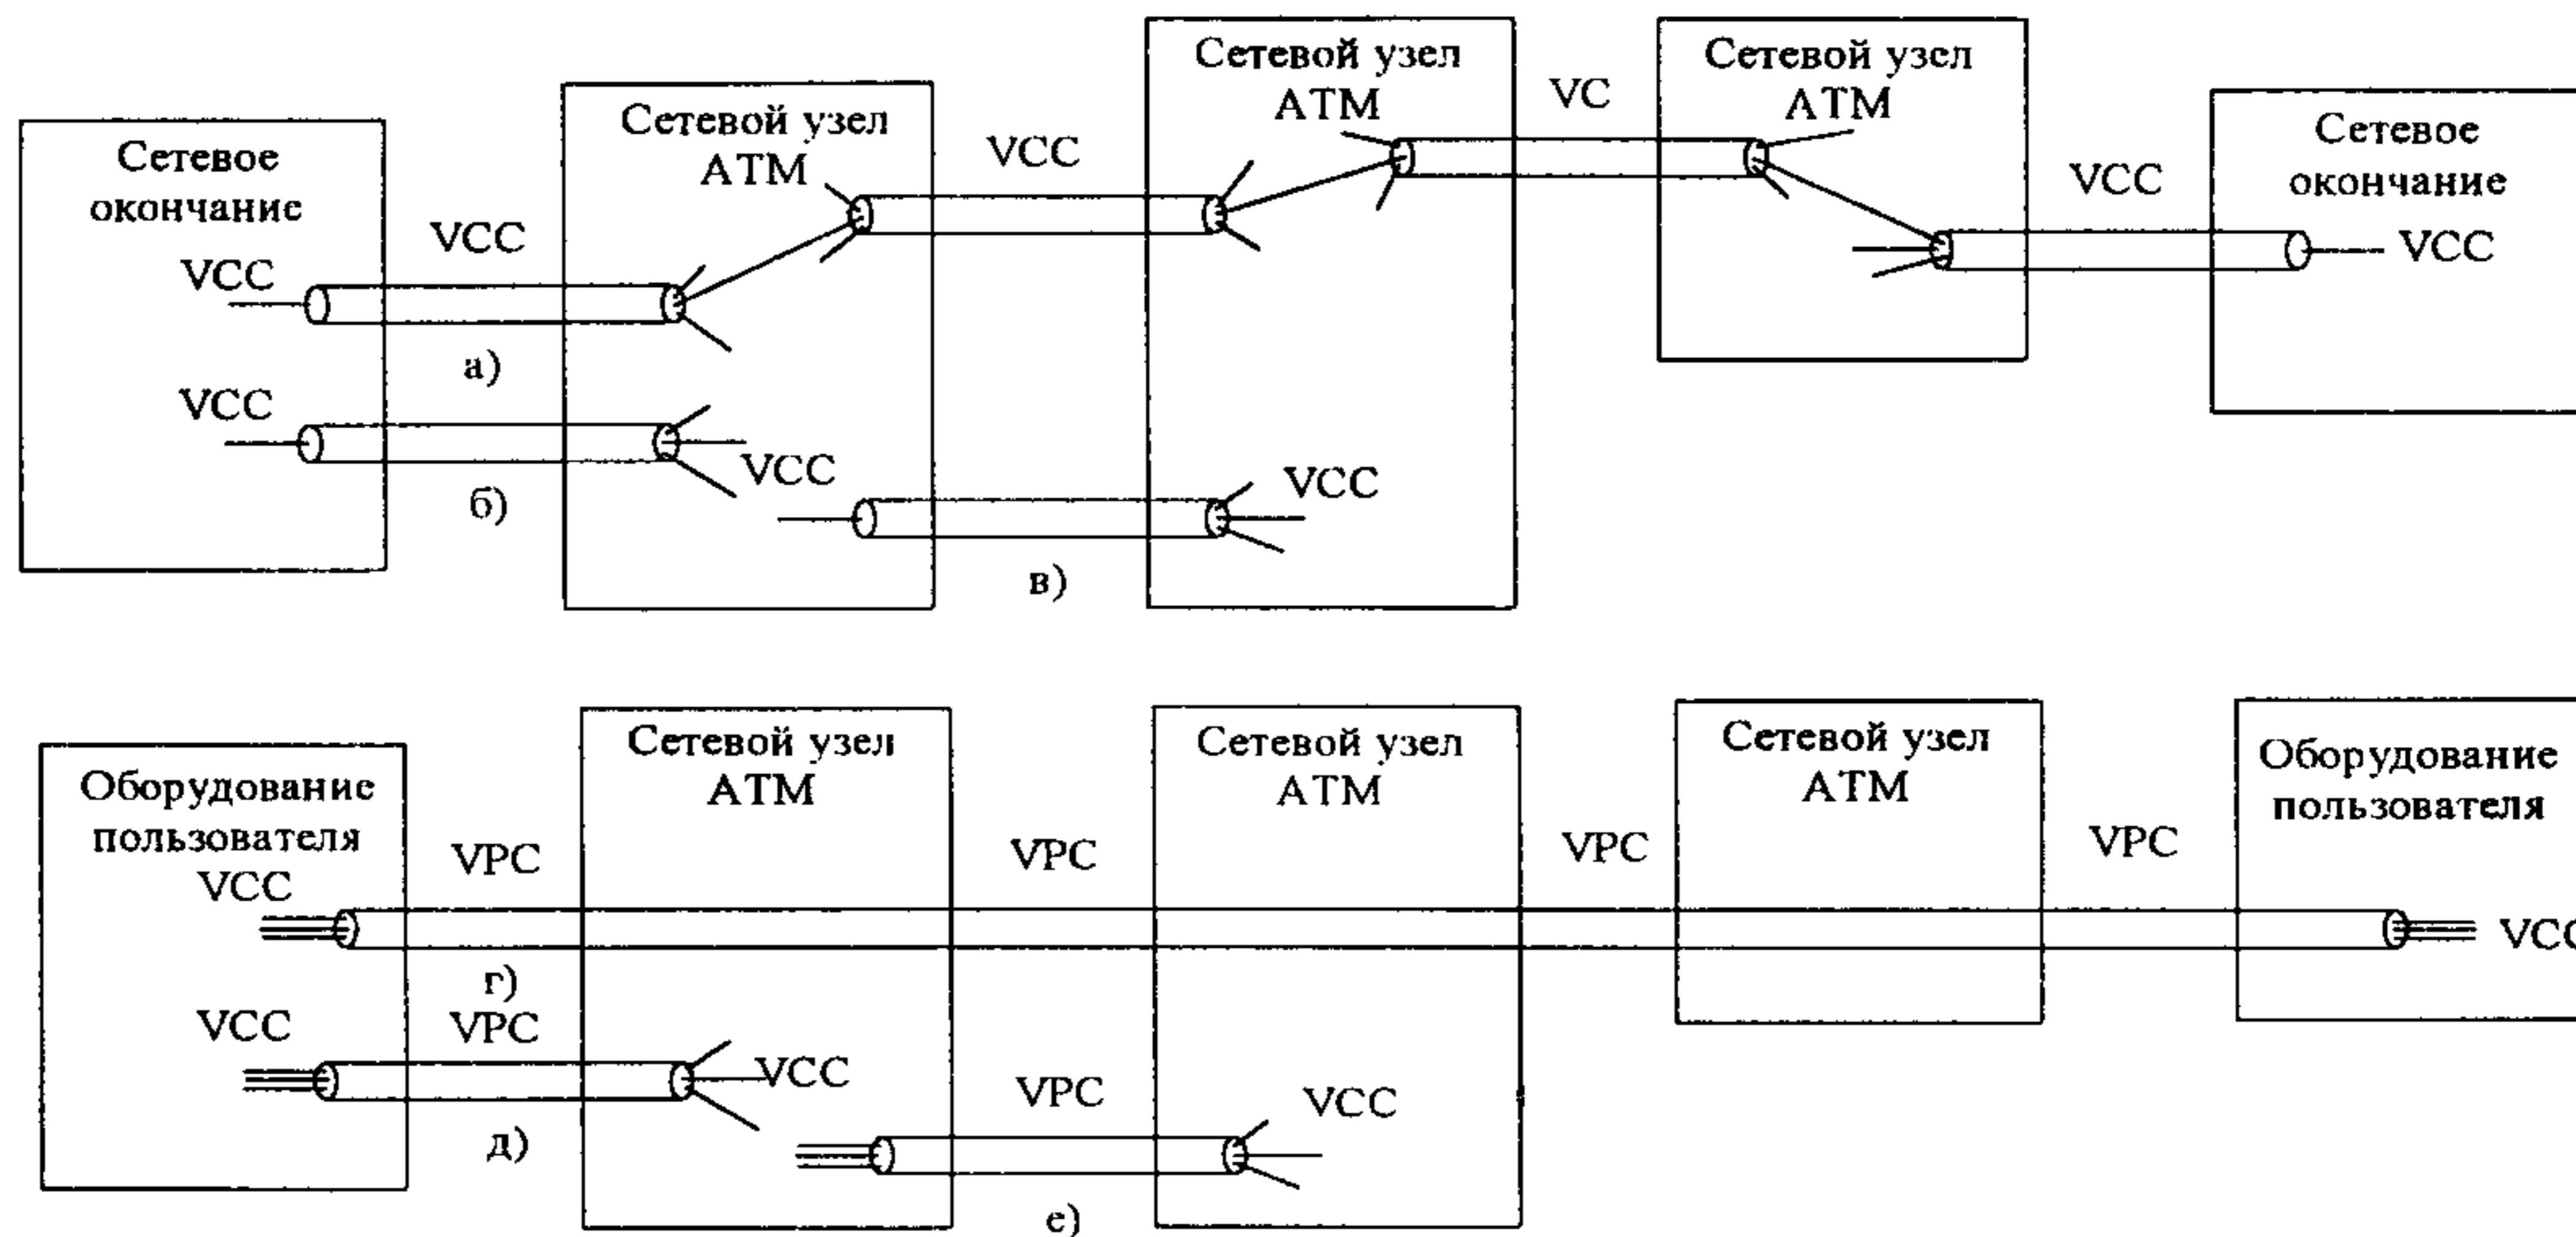 Сетевое
окончание
VCC
VCC
а)
VCC
б)
Сетевой узел
АТМ
VCC
VCC
в)
Сетевой узел
АТМ
VCC
VC
Сетевой узел
АТМ
VCC
Сетевое
окончание
VCC
Оборудование
пользователя
VCC
VPC
г)
VCC
VPC
д)
Сетевой узел
АТМ
VCC
VPC
VPC
е)
Сетевой узел
АТМ
VCC
VPC
Сетевой узел
АТМ
VPC
Оборудование
пользователя
VCC